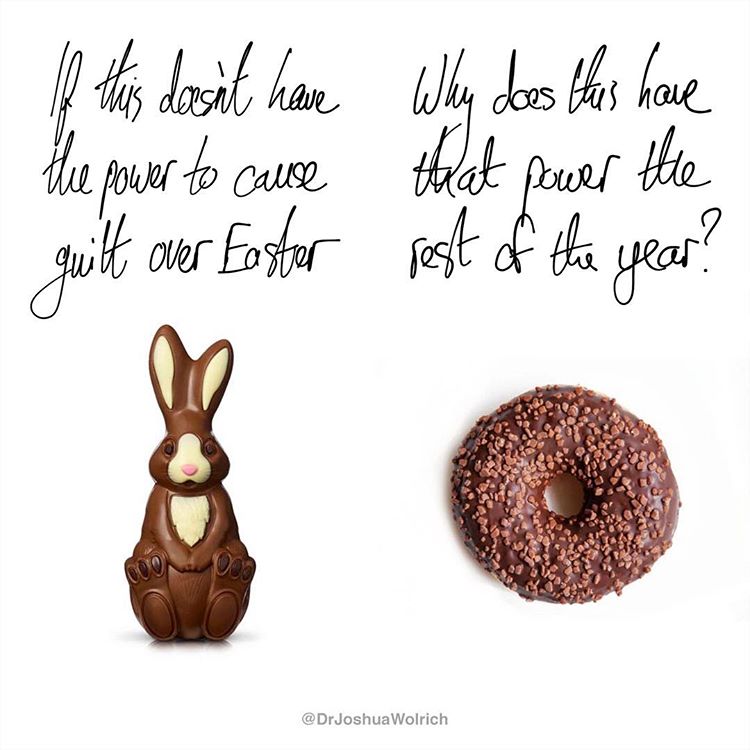 If this doesn't have
the power to cause
guilt over Easter
Why does this have
that power the
rest of the year?
@DrJoshuaWolrich